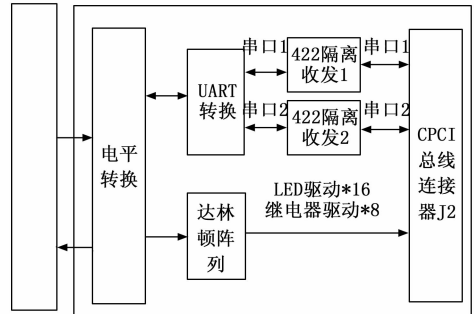 串口1
422隔离
收发1
串口1
UART
转换
串口2
422隔离
收发2
串口2
电平
转换
CPCI
总线
连接
器J2
达林
顿阵
列
LED驱动*16
继电器驱动*8